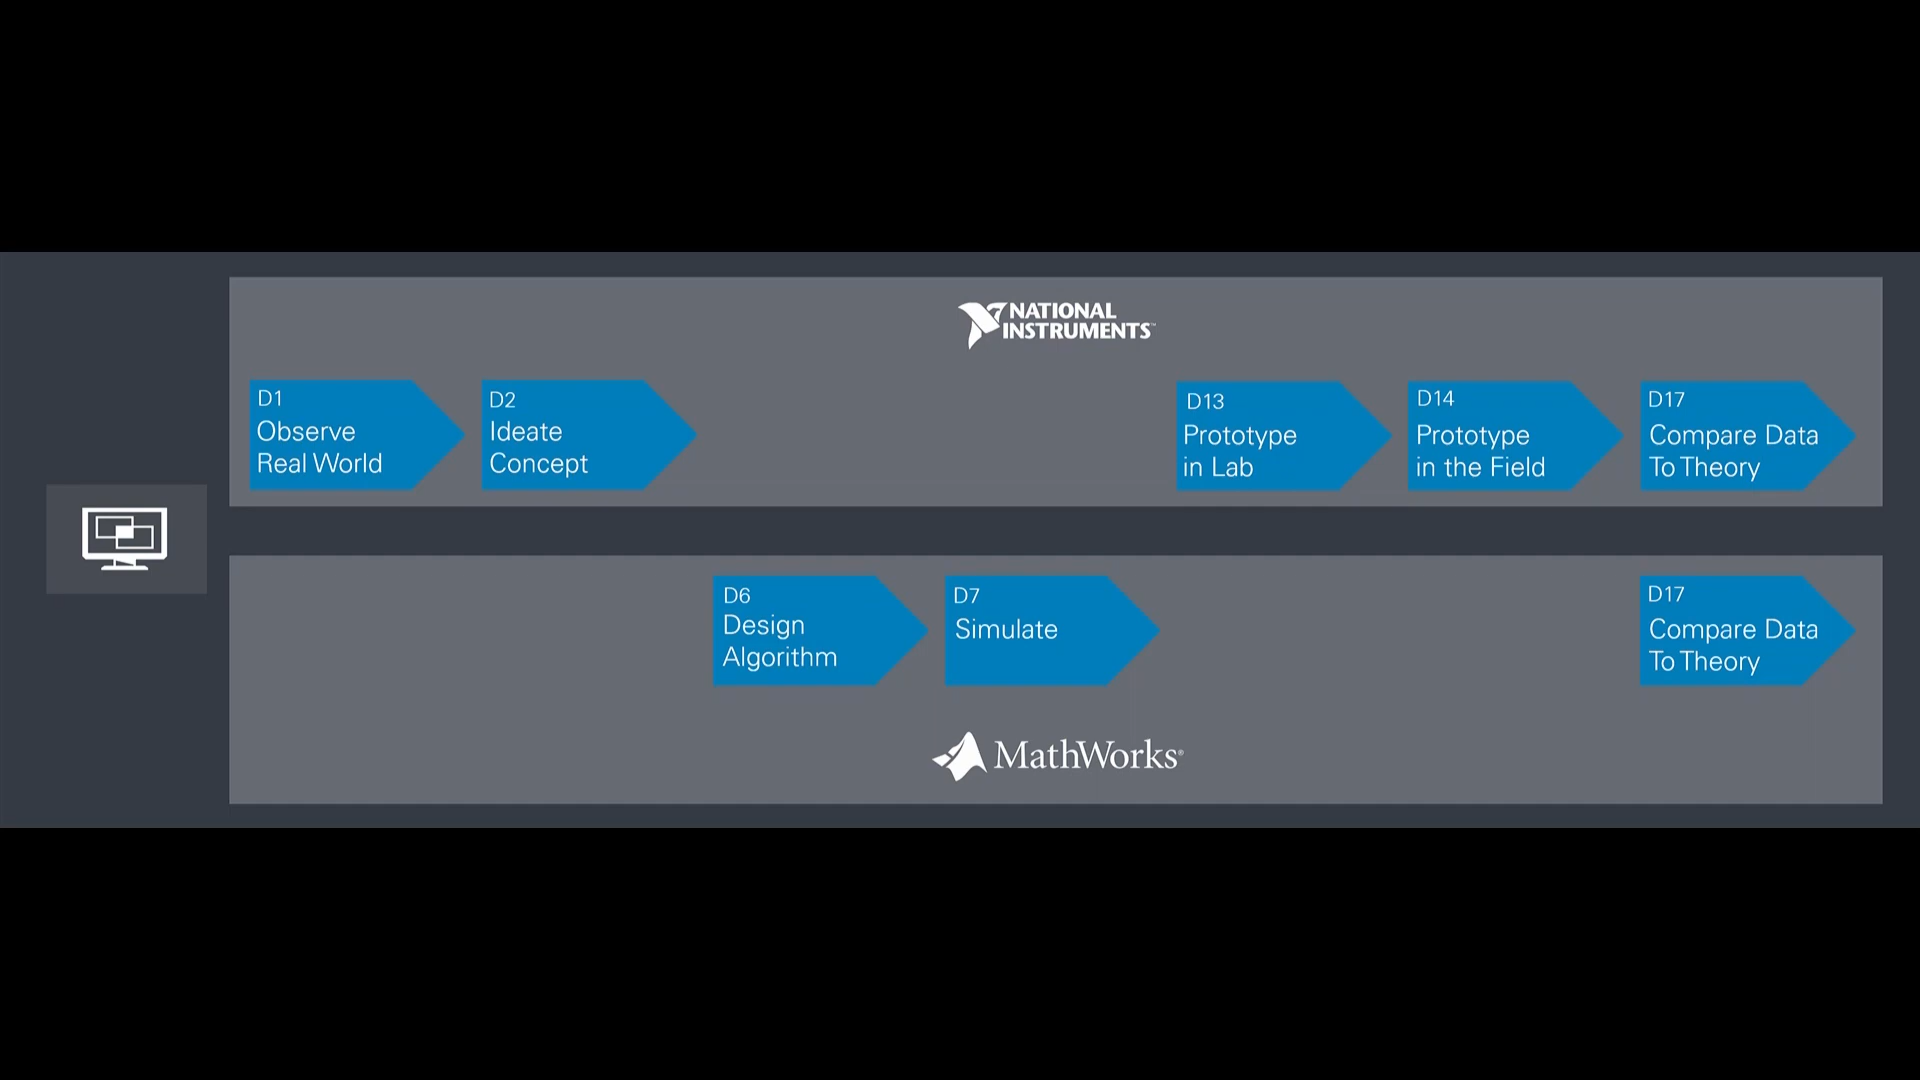 NATIONAL
INSTRUMENTS™
D1
Observe
Real World
D2
Ideate
Concept
D13
Prototype
in Lab
D14
Prototype
in the Field
D17
Compare Data
To Theory
D6
Design
Algorithm
D7
Simulate
D17
Compare Data
To Theory
MathWorks®